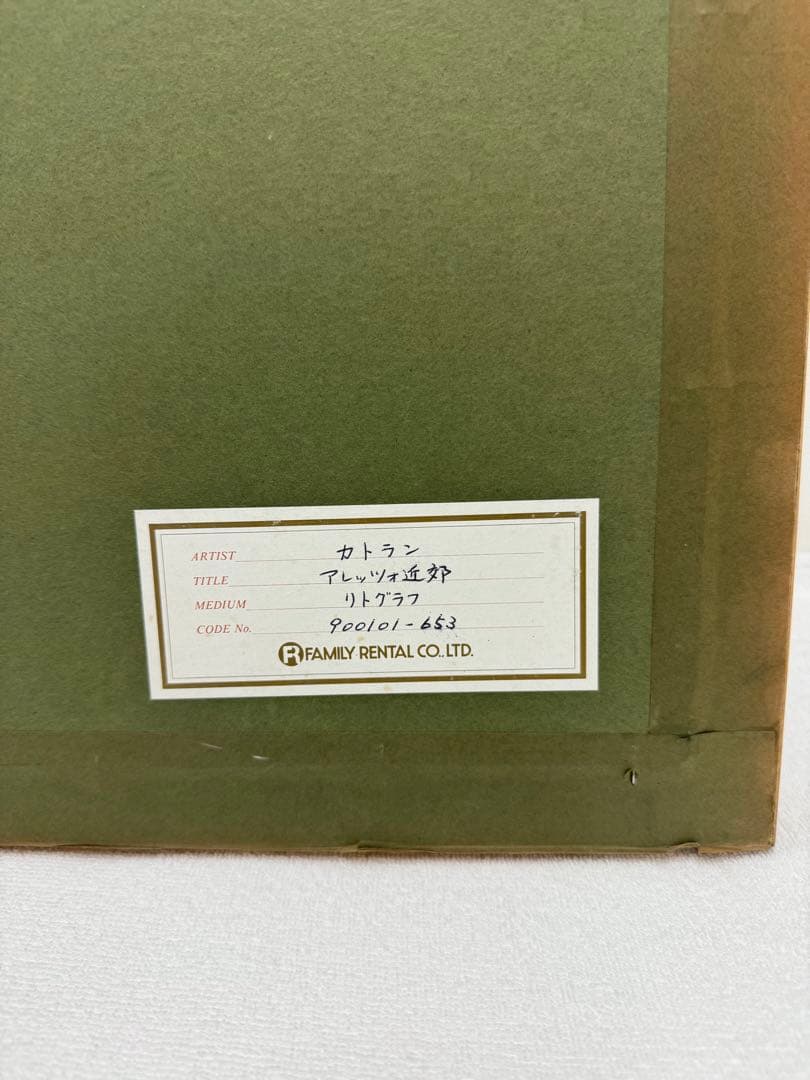 ARTIST カトラン
TITLE アレッツォ近郊
MEDIUM リトグラフ
CODE No. 900101-653
R FAMILY RENTAL CO.,LTD.